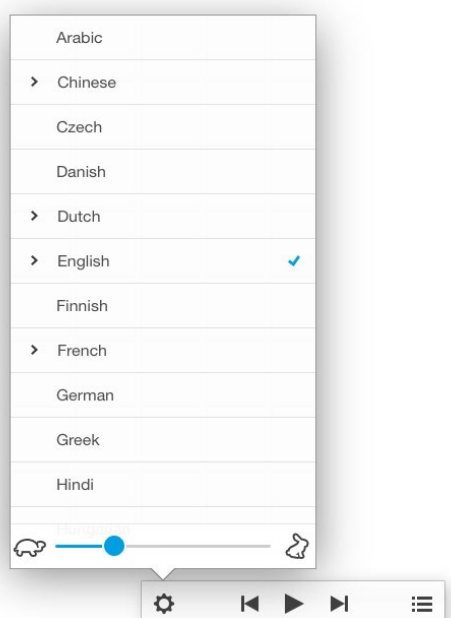 Arabic
Chinese
Czech
Danish
Dutch
English
Finnish
French
German
Greek
Hindi